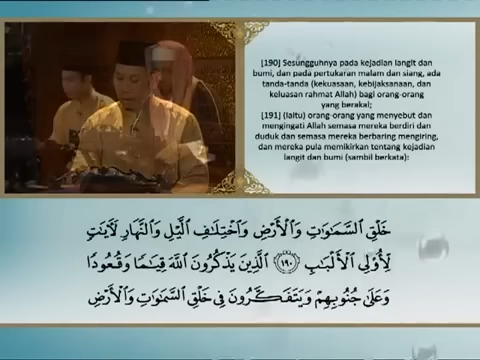 [190] Sesungguhnya pada kejadian langit dan
bumi, dan pada pertukaran malam dan siang, ada
tanda-tanda (kekuasaan, kebijaksanaan, dan
keluasan rahmat Allah) bagi orang-orang
yang berakal;
[191] (Iaitu) orang-orang yang menyebut dan
mengingati Allah semasa mereka berdiri dan
duduk dan semasa mereka berbaring mengiring,
dan mereka pula memikirkan tentang kejadian
langit dan bumi (sambil berkata):
خَلْقِ السَّمَٰوَٰتِ وَالْأَرْضِ وَاخْتِلَٰفِ الَّيْلِ وَالنَّهَارِ لَآيَٰتٍ
لِأُولِي الْأَلْبَٰبِ ١٩٠ الَّذِينَ يَذْكُرُونَ اللَّهَ قِيَٰمًا وَقُعُودًا
وَعَلَىٰ جُنُوبِهِمْ وَيَتَفَكَّرُونَ فِي خَلْقِ السَّمَٰوَٰتِ وَالْأَرْضِ